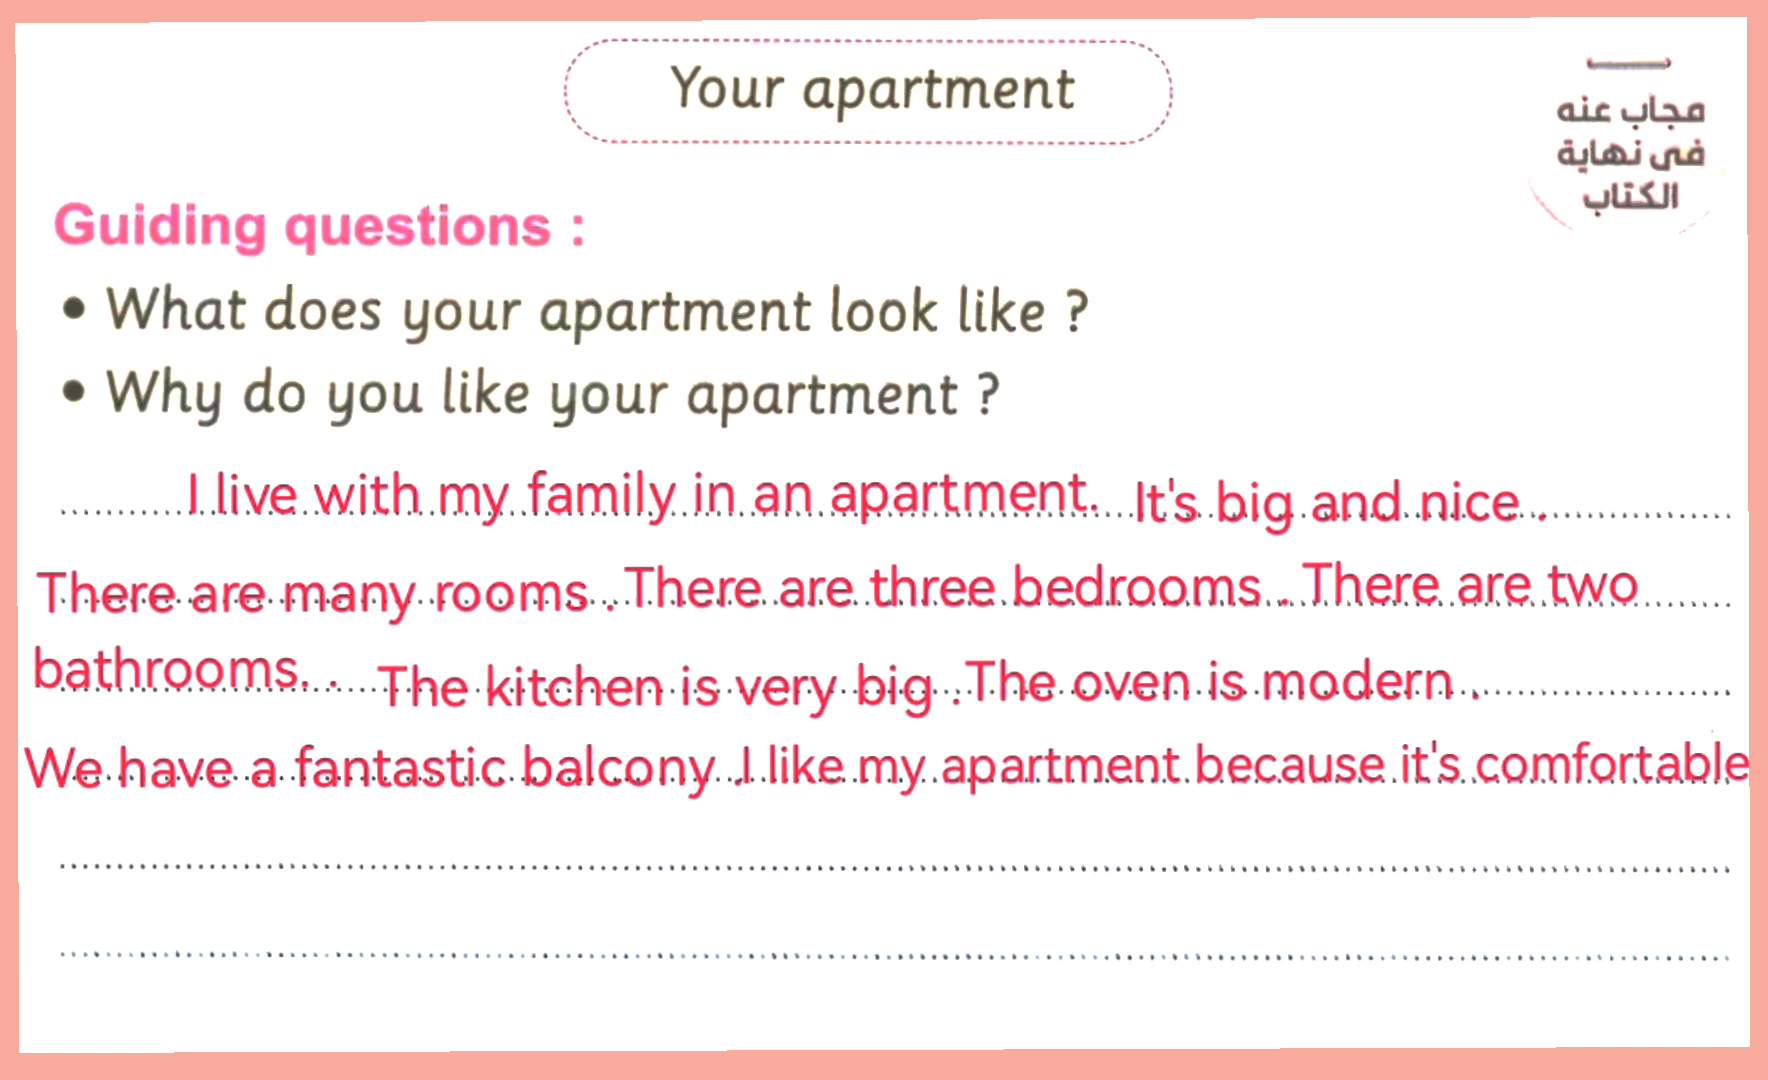 Your apartment
مجاب عنه
فى نهاية
الكتاب
Guiding questions :
• What does your apartment look like ?
• Why do you like your apartment ?
I live with my family in an apartment. It's big and nice .
There are many rooms . There are three bedrooms . There are two
bathrooms. . The kitchen is very big . The oven is modern .
We have a fantastic balcony . I like my apartment because it's comfortable